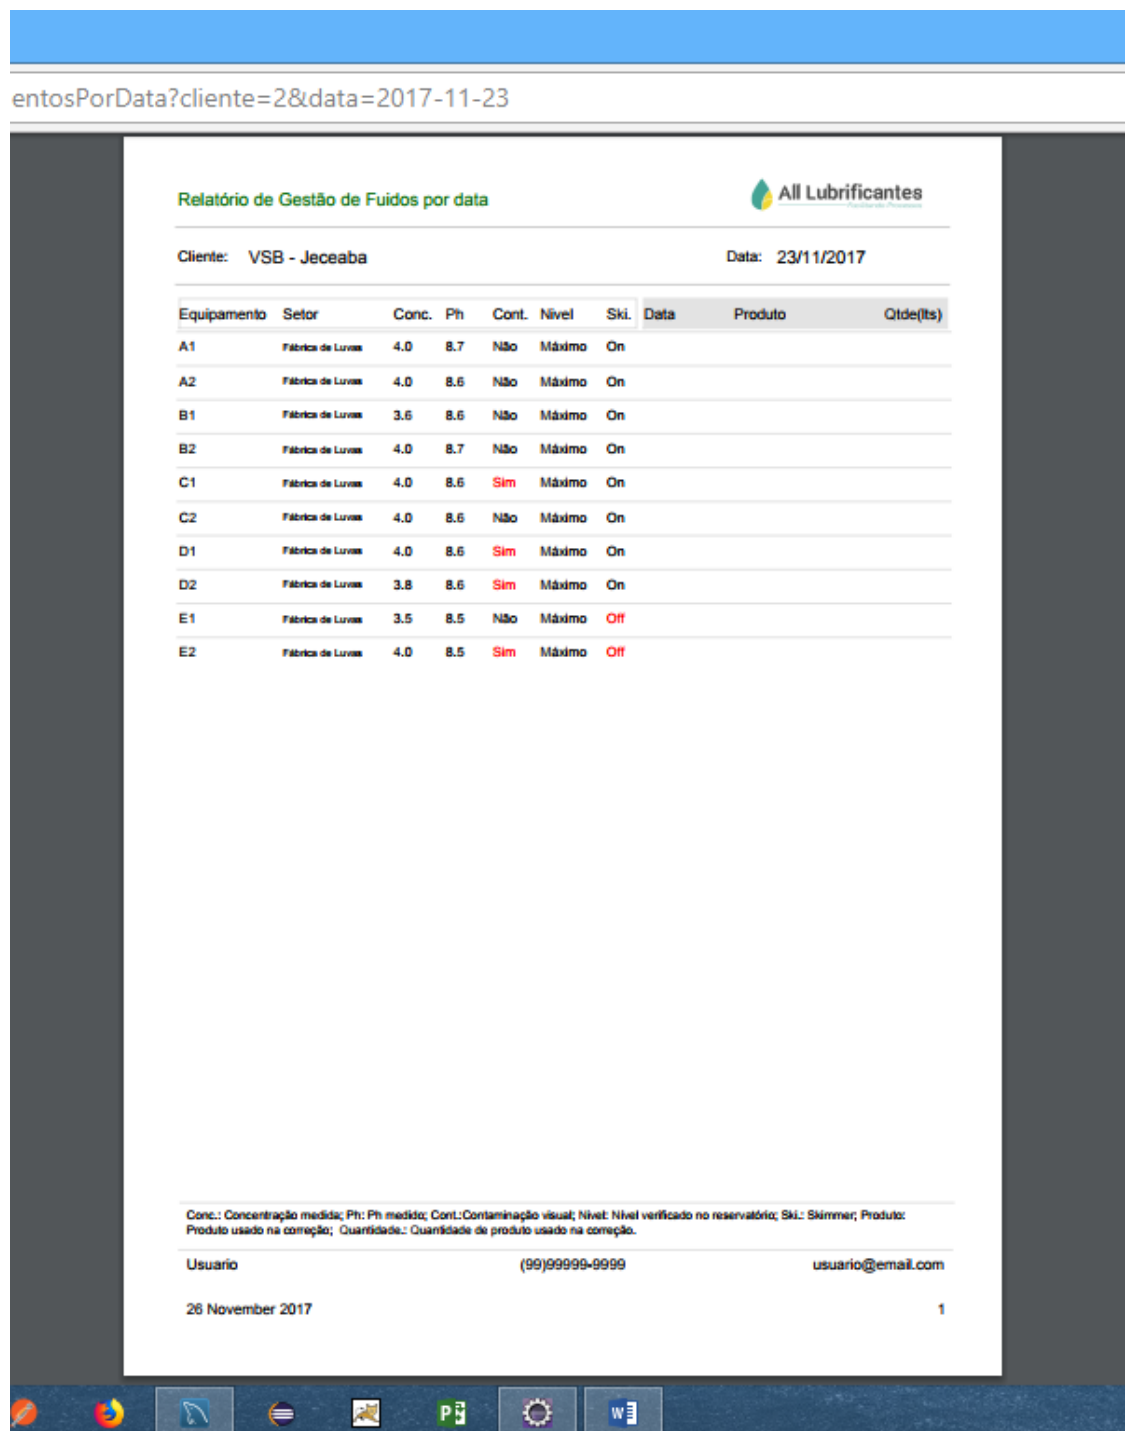 entosPorData?cliente=2&data=2017-11-23
Relatório de Gestão de Fuidos por data
All Lubrificantes
Facilitando Processos
Cliente: VSB - Jeceaba Data: 23/11/2017
Equipamento Setor Conc. Ph Cont. Nivel Ski. Data Produto Qtde(lts)
A1 Fábrica de Luvas 4.0 8.7 Não Máximo On
A2 Fábrica de Luvas 4.0 8.6 Não Máximo On
B1 Fábrica de Luvas 3.6 8.6 Não Máximo On
B2 Fábrica de Luvas 4.0 8.7 Não Máximo On
C1 Fábrica de Luvas 4.0 8.6 Sim Máximo On
C2 Fábrica de Luvas 4.0 8.6 Não Máximo On
D1 Fábrica de Luvas 4.0 8.6 Sim Máximo On
D2 Fábrica de Luvas 3.8 8.6 Sim Máximo On
E1 Fábrica de Luvas 3.5 8.5 Não Máximo Off
E2 Fábrica de Luvas 4.0 8.5 Sim Máximo Off
Conc.: Concentração medida; Ph: Ph medido; Cont.:Contaminação visual; Nivel: Nivel verificado no reservatório; Ski.: Skimmer; Produto:
Produto usado na correção; Quantidade.: Quantidade de produto usado na correção.
Usuario (99)99999-9999 usuario@email.com
26 November 2017 1